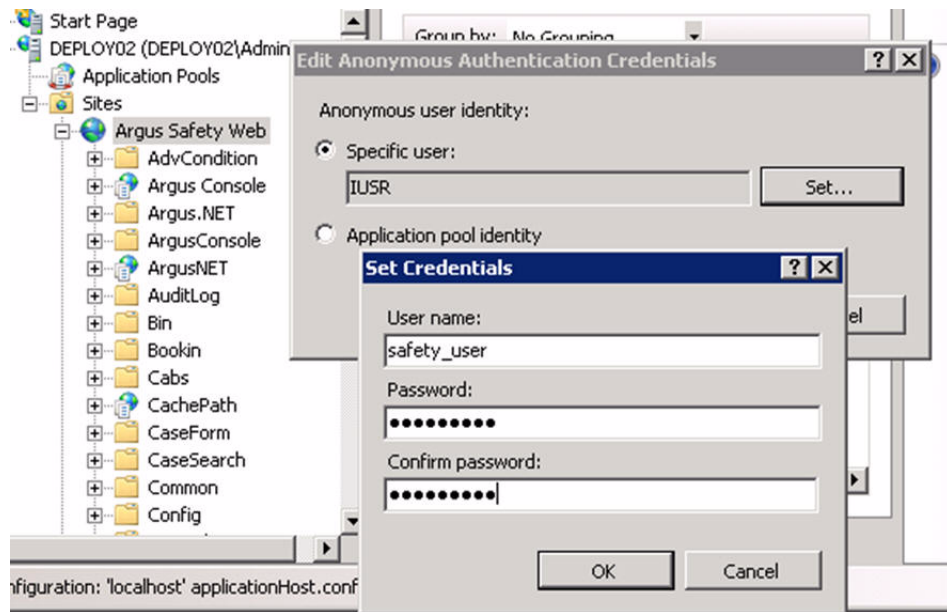 Start Page
DEPLOY02 (DEPLOY02\Admin
Application Pools
Sites
Argus Safety Web
AdvCondition
Argus Console
Argus.NET
ArgusConsole
ArgusNET
AuditLog
Bin
Bookin
Cabs
CachePath
CaseForm
CaseSearch
Common
Config
nfiguration: 'localhost' applicationHost.conf
Group by: No Grouping
Edit Anonymous Authentication Credentials
Anonymous user identity:
Specific user:
IUSR
Set...
Application pool identity
el
Set Credentials
User name:
safety_user
Password:
●●●●●●●●●
Confirm password:
●●●●●●●●●
OK
Cancel